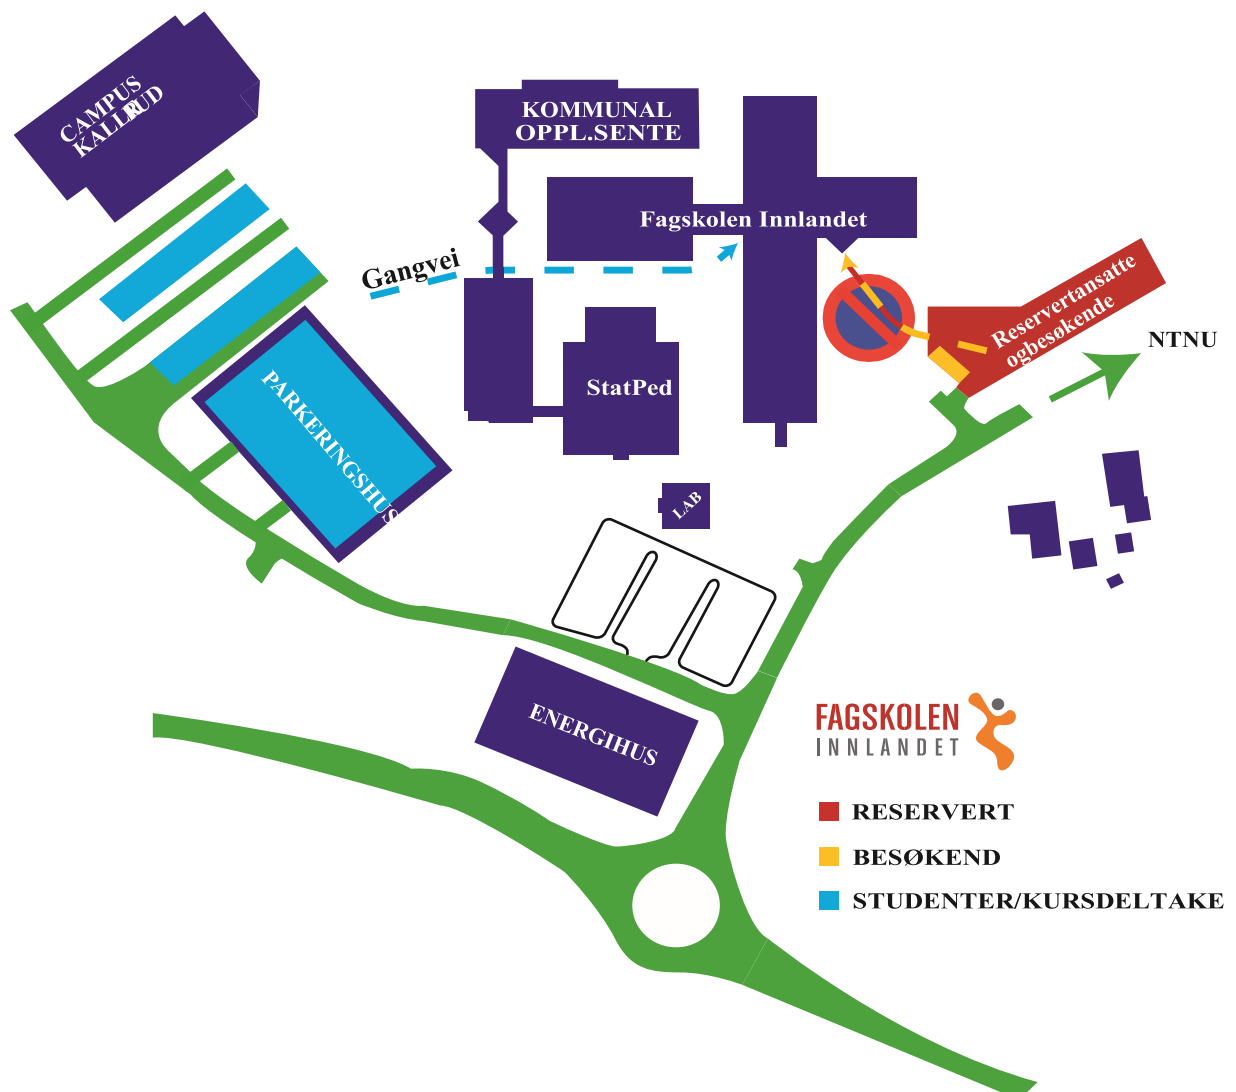 CAMPUS
KALLRUD
KOMMUNAL
OPPL.SENTE
Fagskolen Innlandet
Gangvei
Reservertansatte
ogbesøkende
NTNU
StatPed
PARKERINGSHUS
LAB
ENERGIHUS
FAGSKOLEN
INNLANDET
RESERVERT
BESØKEND
STUDENTER/KURSDELTAKE